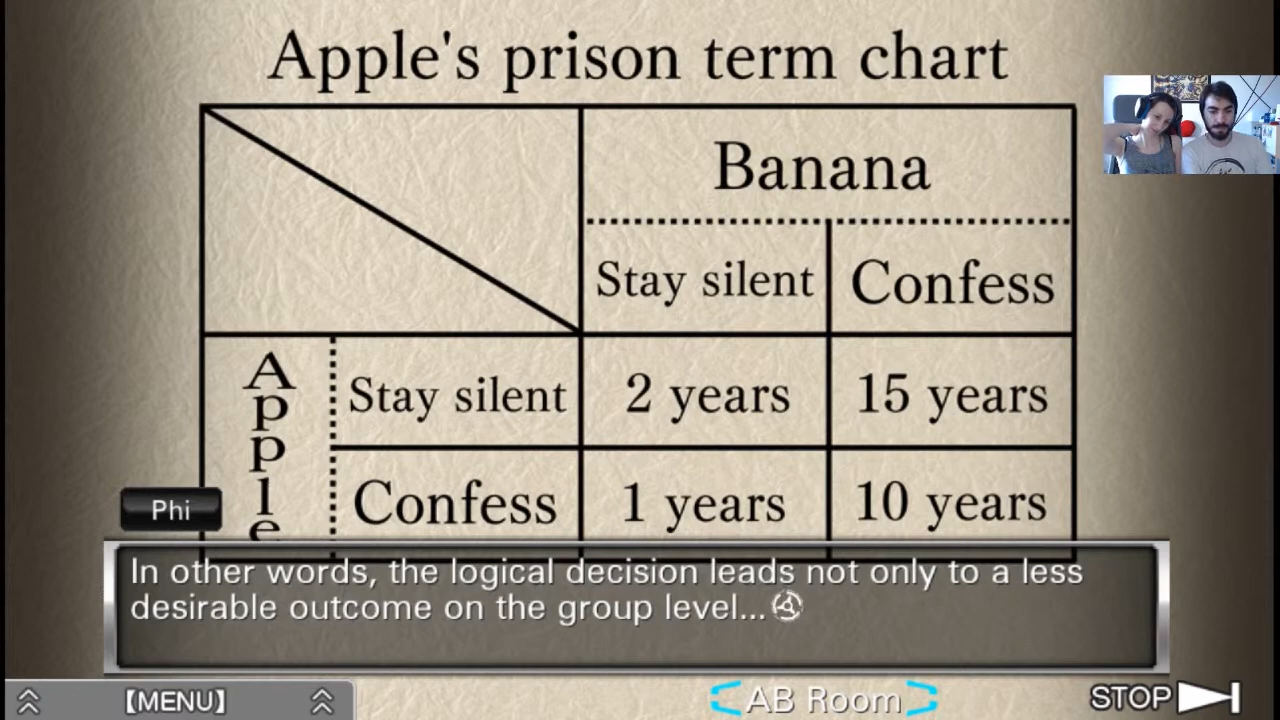 Apple's prison term chart
Banana
Stay silent
Confess
Apple
Stay silent
2 years
15 years
Confess
1 years
10 years
Phi
In other words, the logical decision leads not only to a less
desirable outcome on the group level...
【MENU】
AB Room
STOP